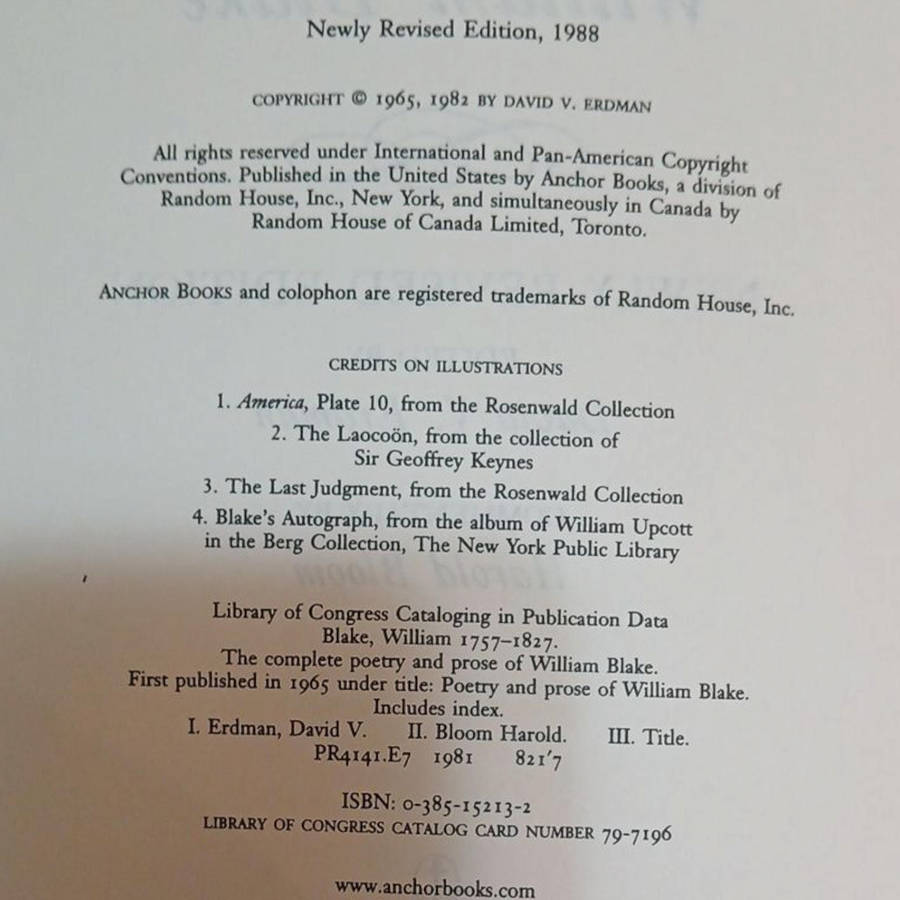 Newly Revised Edition, 1988
COPYRIGHT © 1965, 1982 BY DAVID V. ERDMAN
All rights reserved under International and Pan-American Copyright
Conventions. Published in the United States by Anchor Books, a division of
Random House, Inc., New York, and simultaneously in Canada by
Random House of Canada Limited, Toronto.
ANCHOR BOOKS and colophon are registered trademarks of Random House, Inc.
CREDITS ON ILLUSTRATIONS
1. America, Plate 10, from the Rosenwald Collection
2. The Laocoön, from the collection of
Sir Geoffrey Keynes
3. The Last Judgment, from the Rosenwald Collection
4. Blake's Autograph, from the album of William Upcott
in the Berg Collection, The New York Public Library
Library of Congress Cataloging in Publication Data
Blake, William 1757–1827.
The complete poetry and prose of William Blake.
First published in 1965 under title: Poetry and prose of William Blake.
Includes index.
I. Erdman, David V. II. Bloom Harold. III. Title.
PR4141.E7 1981 821'7
ISBN: 0-385-15213-2
LIBRARY OF CONGRESS CATALOG CARD NUMBER 79-7196
www.anchorbooks.com